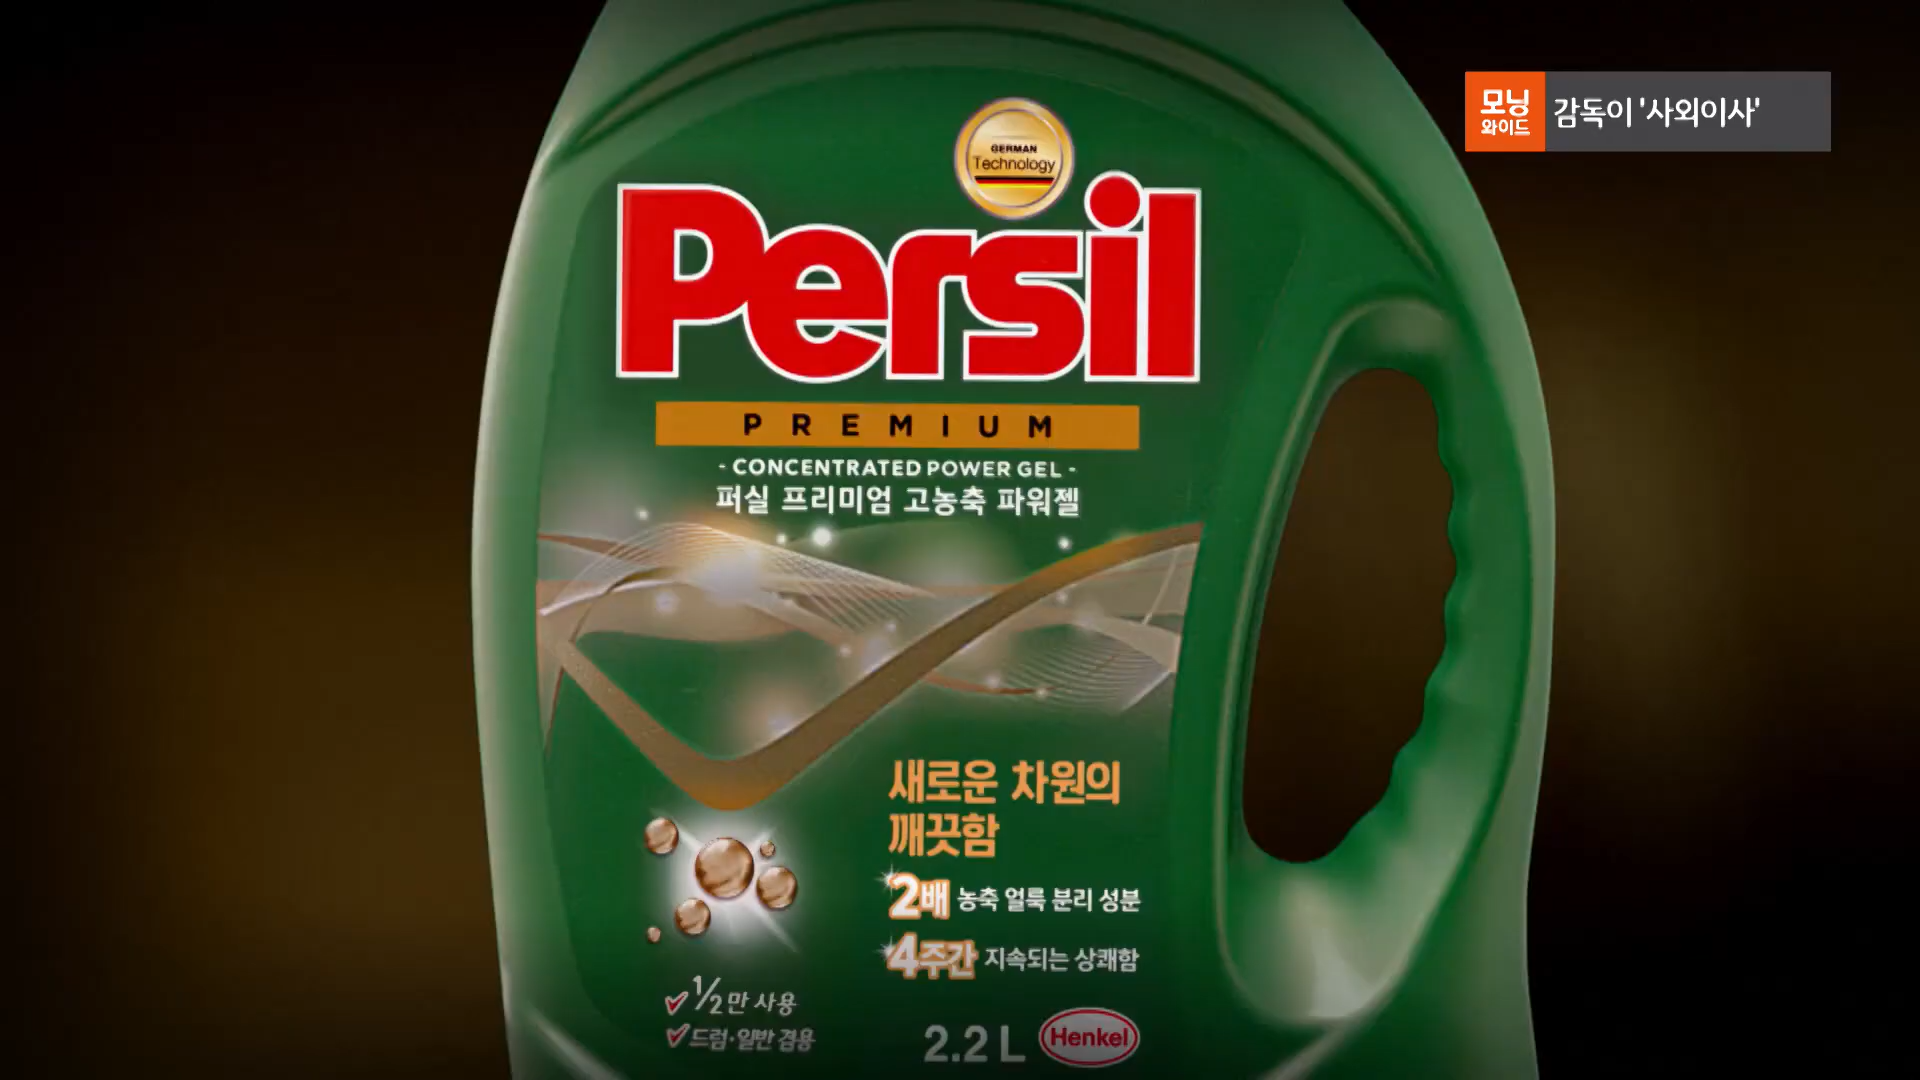 모닝
와이드
감독이 '사외이사'
GERMAN
Technology
Persil
PREMIUM
- CONCENTRATED POWER GEL -
퍼실 프리미엄 고농축 파워젤
새로운 차원의
깨끗함
2배 농축 얼룩 분리 성분
4주간 지속되는 상쾌함
1/2만 사용
드럼·일반 겸용
2.2 L
Henkel